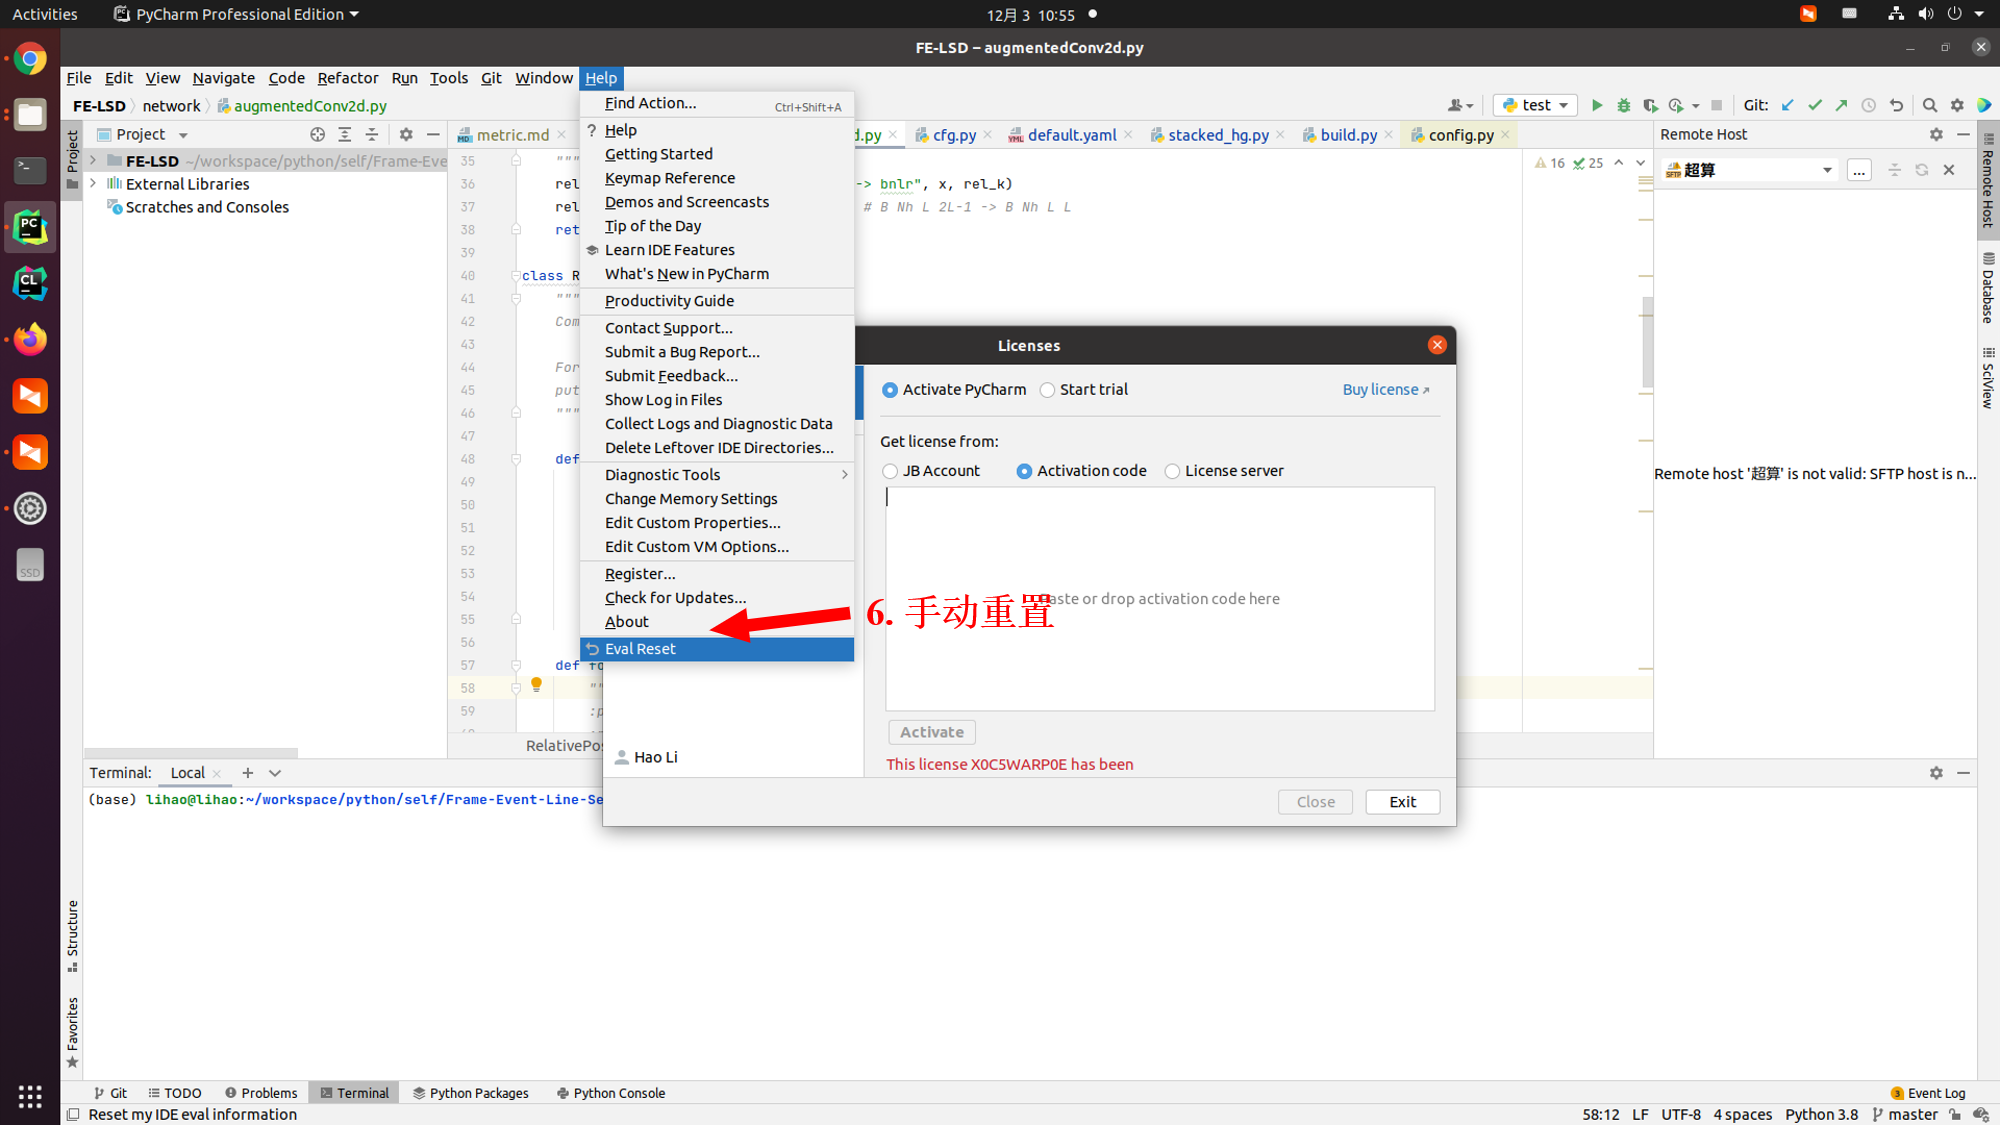 Activities
PyCharm Professional Edition
12月 3 10:55
FE-LSD – augmentedConv2d.py
File Edit View Navigate Code Refactor Run Tools Git Window Help
FE-LSD network augmentedConv2d.py
test
Git:
Project
metric.md
d.py
cfg.py
default.yaml
stacked_hg.py
build.py
config.py
Remote Host
FE-LSD ~/workspace/python/self/Frame-Eve
External Libraries
Scratches and Consoles
Find Action... Ctrl+Shift+A
Help
Getting Started
Keymap Reference
Demos and Screencasts
Tip of the Day
Learn IDE Features
What's New in PyCharm
Productivity Guide
Contact Support...
Submit a Bug Report...
Submit Feedback...
Show Log in Files
Collect Logs and Diagnostic Data
Delete Leftover IDE Directories...
Diagnostic Tools
Change Memory Settings
Edit Custom Properties...
Edit Custom VM Options...
Register...
Check for Updates...
About
Eval Reset
35 """
36 rel -> bnlr", x, rel_k)
37 rel # B Nh L 2L-1 -> B Nh L L
38 ret
39
40 class R
41 """
42 Com
43
44 For
45 put
46 """
47
48 def
49
50
51
52
53
54
55
56
57 def fo
58 ""
59 :p
16 25
RelativePos
超算
...
Remote host '超算' is not valid: SFTP host is n...
Project
Structure
Favorites
Remote Host
Database
SciView
Licenses
Activate PyCharm
Start trial
Buy license
Get license from:
JB Account
Activation code
License server
Paste or drop activation code here
6. 手动重置
Activate
This license X0C5WARP0E has been
Hao Li
Close
Exit
Terminal: Local
(base) lihao@lihao:~/workspace/python/self/Frame-Event-Line-Se
PC
CL
SSD
Git
TODO
Problems
Terminal
Python Packages
Python Console
3 Event Log
Reset my IDE eval information
58:12 LF UTF-8 4 spaces Python 3.8 master